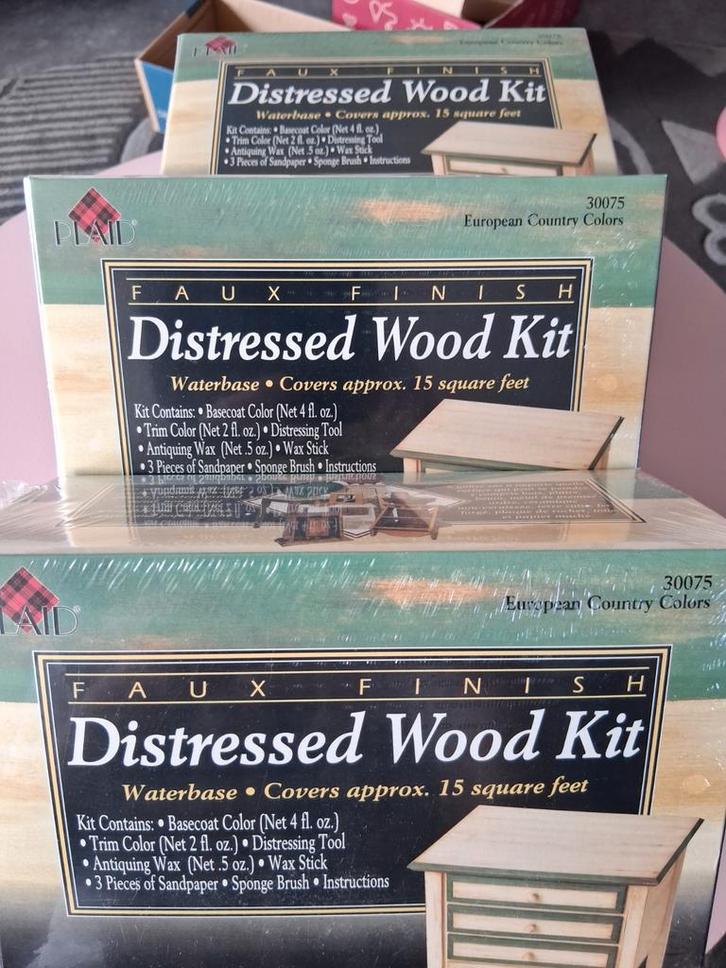 PLAID
30075
European Country Colors
FAUX FINISH
Distressed Wood Kit
Waterbase • Covers approx. 15 square feet
Kit Contains: • Basecoat Color (Net 4 fl. oz.)
• Trim Color (Net 2 fl. oz.) • Distressing Tool
• Antiquing Wax (Net .5 oz.) • Wax Stick
• 3 Pieces of Sandpaper • Sponge Brush • Instructions
PLAID®
30075
European Country Colors
FAUX FINISH
Distressed Wood Kit
Waterbase • Covers approx. 15 square feet
Kit Contains: • Basecoat Color (Net 4 fl. oz.)
• Trim Color (Net 2 fl. oz.) • Distressing Tool
• Antiquing Wax (Net .5 oz.) • Wax Stick
• 3 Pieces of Sandpaper • Sponge Brush • Instructions
LAID®
30075
European Country Colors
FAUX FINISH
Distressed Wood Kit
Waterbase • Covers approx. 15 square feet
Kit Contains: • Basecoat Color (Net 4 fl. oz.)
• Trim Color (Net 2 fl. oz.) • Distressing Tool
• Antiquing Wax (Net .5 oz.) • Wax Stick
• 3 Pieces of Sandpaper • Sponge Brush • Instructions